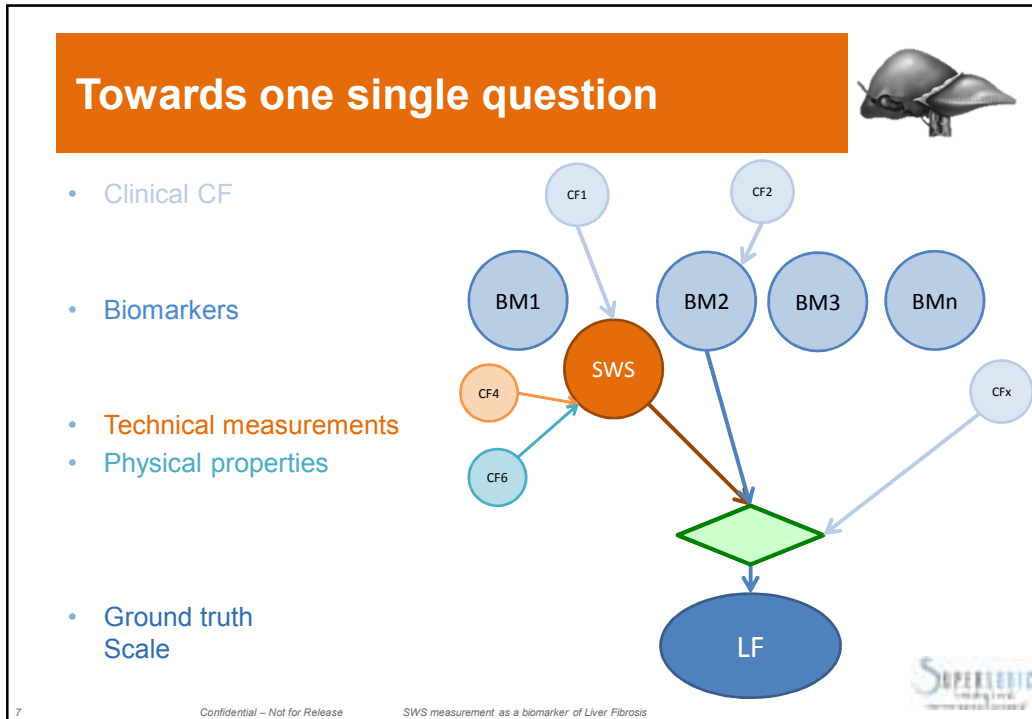 Towards one single question
• Clinical CF
CF1
CF2
• Biomarkers
BM1
BM2
BM3
BMn
SWS
CF4
CFx
• Technical measurements
• Physical properties
CF6
• Ground truth
Scale
LF
7 Confidential – Not for Release SWS measurement as a biomarker of Liver Fibrosis